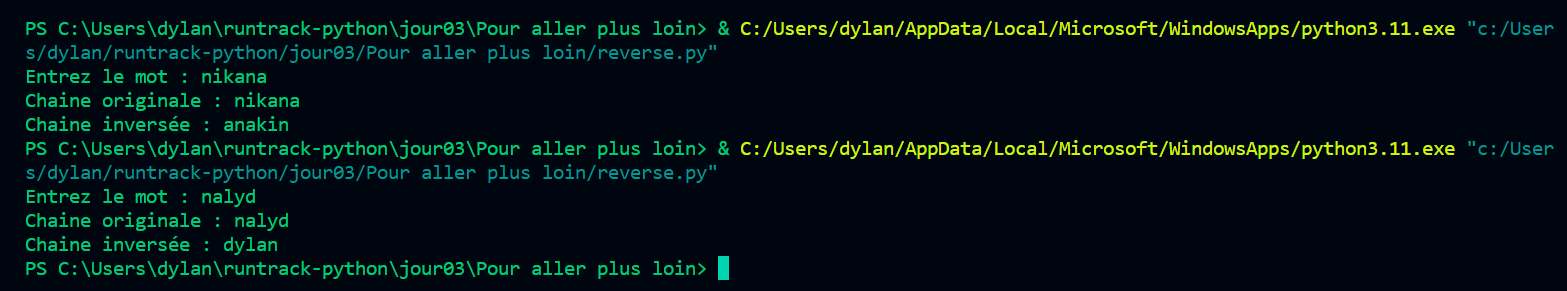 PS C:\Users\dylan\runtrack-python\jour03\Pour aller plus loin> & C:/Users/dylan/AppData/Local/Microsoft/WindowsApps/python3.11.exe "c:/User
s/dylan/runtrack-python/jour03/Pour aller plus loin/reverse.py"
Entrez le mot : nikana
Chaine originale : nikana
Chaine inversée : anakin
PS C:\Users\dylan\runtrack-python\jour03\Pour aller plus loin> & C:/Users/dylan/AppData/Local/Microsoft/WindowsApps/python3.11.exe "c:/User
s/dylan/runtrack-python/jour03/Pour aller plus loin/reverse.py"
Entrez le mot : nalyd
Chaine originale : nalyd
Chaine inversée : dylan
PS C:\Users\dylan\runtrack-python\jour03\Pour aller plus loin>